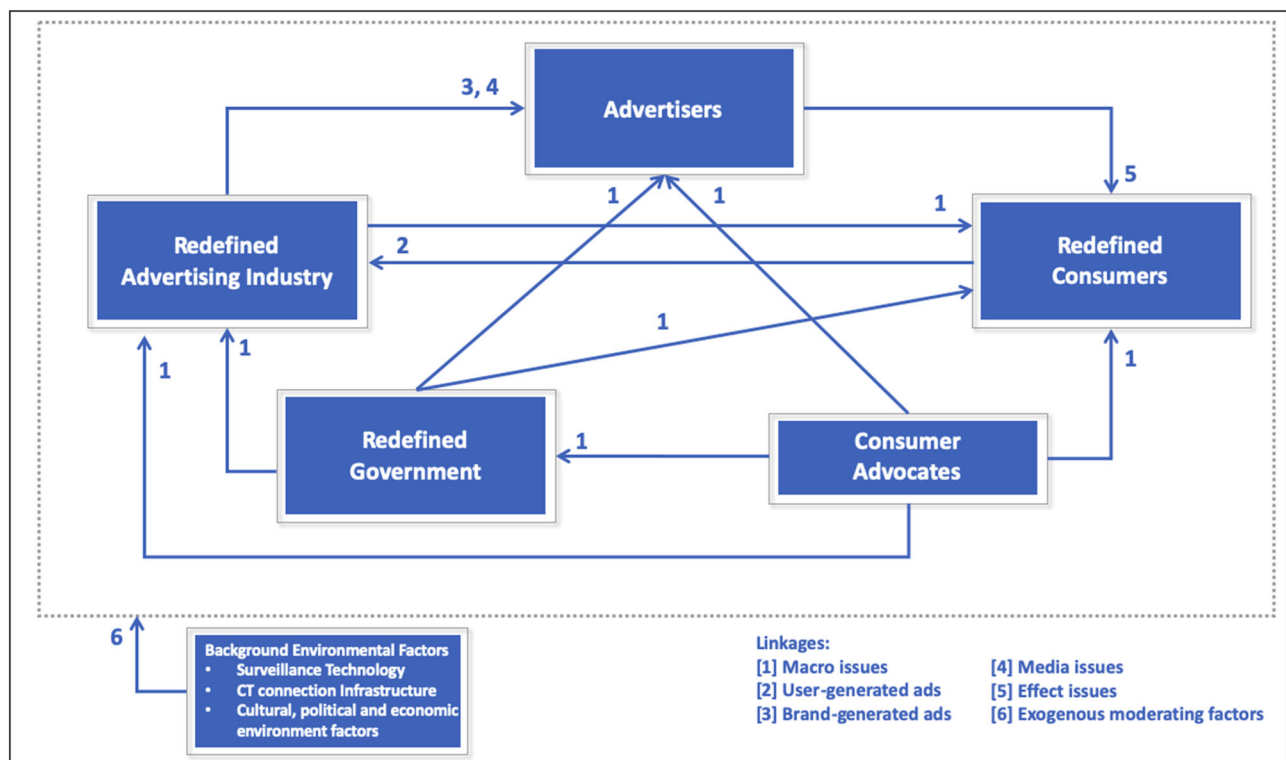 3, 4
Advertisers
5
1
1
1
Redefined
Advertising Industry
2
Redefined
Consumers
1
1
1
1
Redefined
Government
1
Consumer
Advocates
6
Background Environmental Factors
• Surveillance Technology
• CT connection Infrastructure
• Cultural, political and economic
environment factors
Linkages:
[1] Macro issues
[2] User-generated ads
[3] Brand-generated ads
[4] Media issues
[5] Effect issues
[6] Exogenous moderating factors